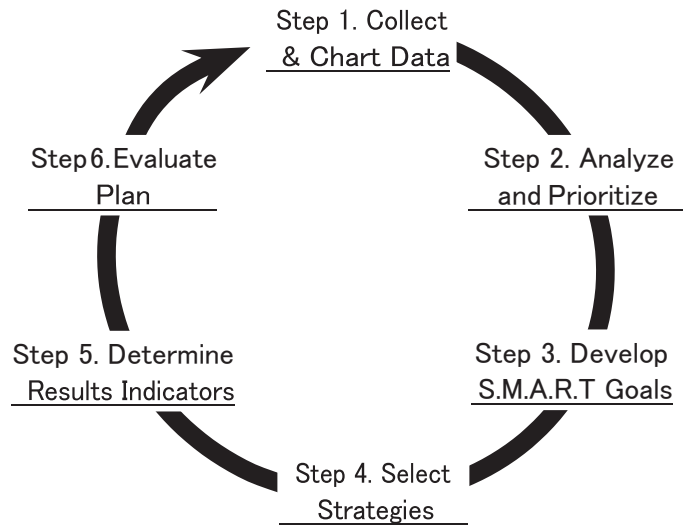 Step 1. Collect
& Chart Data
Step 2. Analyze
and Prioritize
Step 3. Develop
S.M.A.R.T Goals
Step 4. Select
Strategies
Step 5. Determine
Results Indicators
Step6.Evaluate
Plan